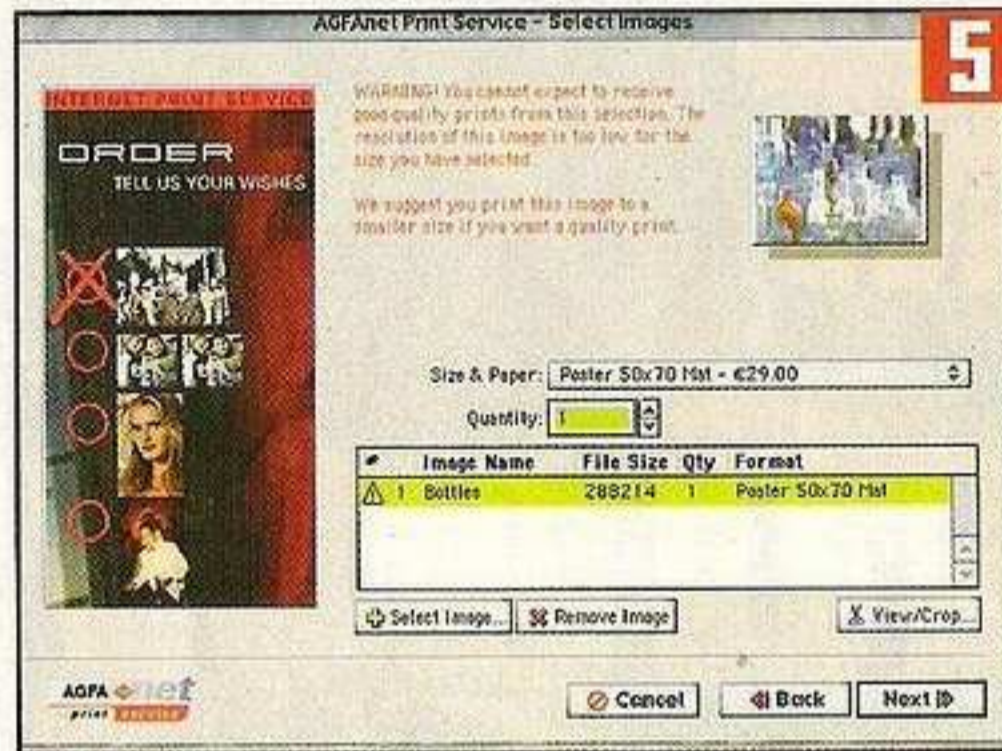 AGFAnet Print Service - Select Images
5
INTERNET PRINT SERVICE
ORDER
TELL US YOUR WISHES
WARNING! You cannot expect to receive
good quality prints from this selection. The
resolution of this image is too low for the
size you have selected.
We suggest you print this image to a
smaller size if you want a quality print.
Size & Paper: Poster 50x70 Mat - €29.00
Quantity: 1
Image Name File Size Qty Format
1 Bottles 288214 1 Poster 50x70 Mat
Select Image... Remove Image View/Crop...
AGFA net
print service
Cancel Back Next